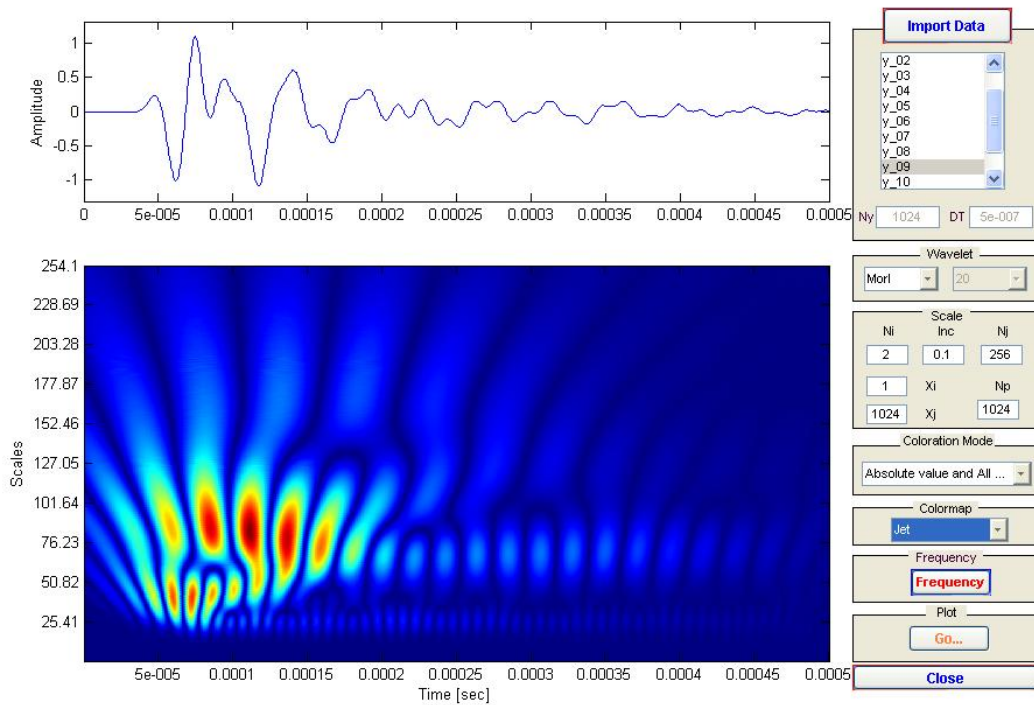 Import Data
y_02
y_03
y_04
y_05
y_06
y_07
y_08
y_09
y_10
Ny 1024 DT 5e-007
Amplitude
1
0.5
0
-0.5
-1
0 5e-005 0.0001 0.00015 0.0002 0.00025 0.0003 0.00035 0.0004 0.00045 0.0005
Wavelet
Morl 20
Scale
Ni Inc Nj
2 0.1 256
1 Xi Np
1024 Xj 1024
Coloration Mode
Absolute value and All ...
Colormap
Jet
Frequency
Frequency
Plot
Go...
Close
Scales
254.1
228.69
203.28
177.87
152.46
127.05
101.64
76.23
50.82
25.41
5e-005 0.0001 0.00015 0.0002 0.00025 0.0003 0.00035 0.0004 0.00045 0.0005
Time [sec]